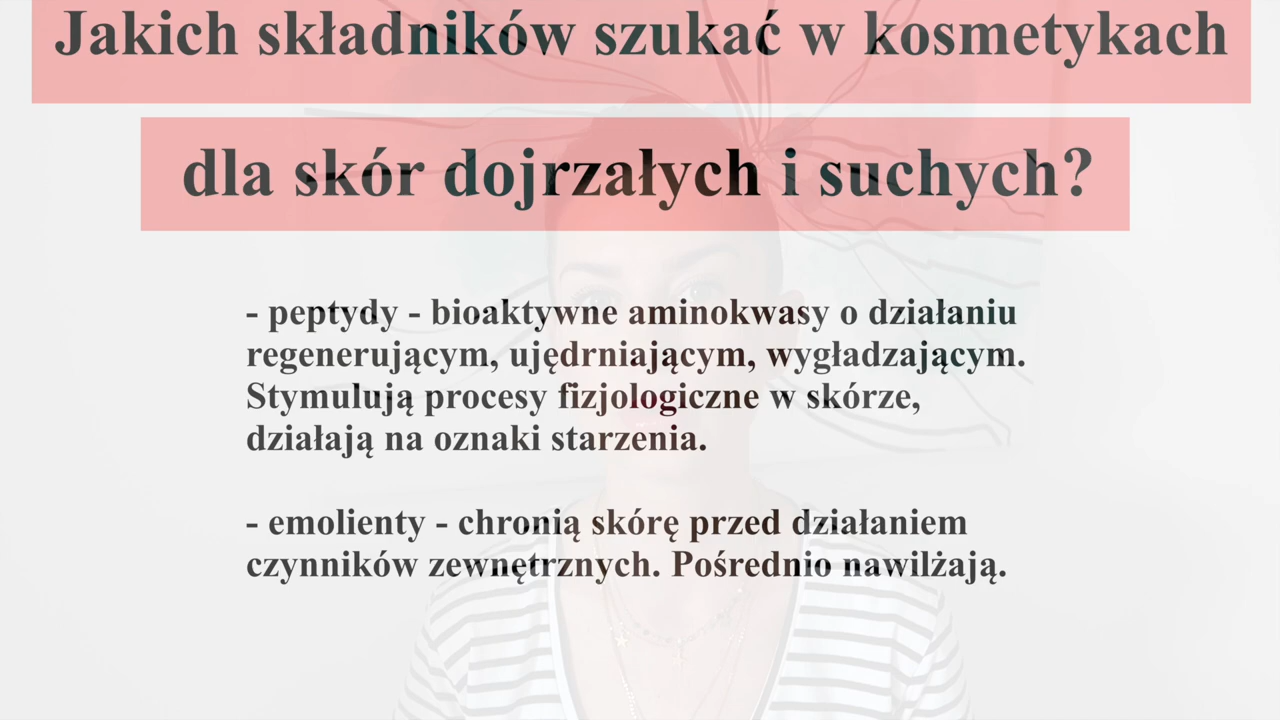 Jakich składników szukać w kosmetykach
dla skór dojrzałych i suchych?
- peptydy - bioaktywne aminokwasy o działaniu
regenerującym, ujędrniającym, wygładzającym.
Stymulują procesy fizjologiczne w skórze,
działają na oznaki starzenia.
- emolienty - chronią skórę przed działaniem
czynników zewnętrznych. Pośrednio nawilżają.